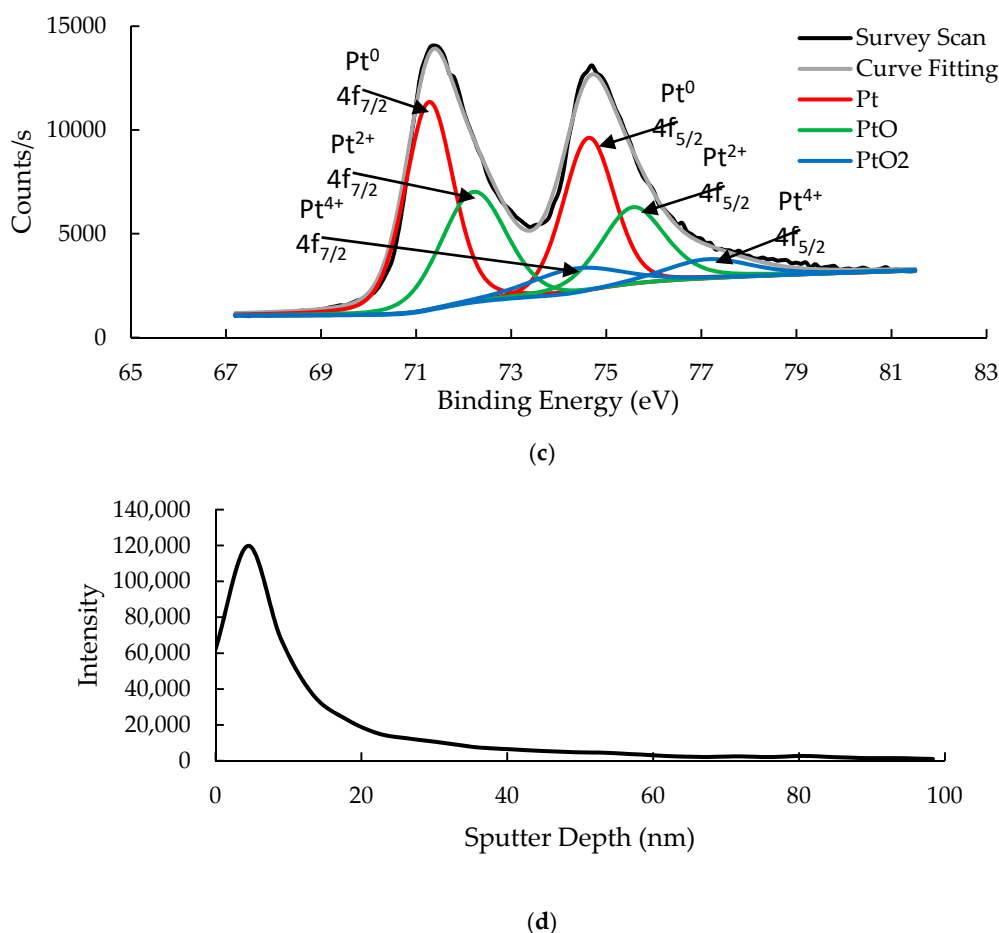 15000
10000
5000
0
Counts/s
Pt⁰
4f₇/₂
Pt²⁺
4f₇/₂
Pt⁴⁺
4f₇/₂
Pt⁰
4f₅/₂
Pt²⁺
4f₅/₂
Pt⁴⁺
4f₅/₂
Survey Scan
Curve Fitting
Pt
PtO
PtO2
65 67 69 71 73 75 77 79 81 83
Binding Energy (eV)
(c)
140,000
120,000
100,000
80,000
60,000
40,000
20,000
0
Intensity
0 20 40 60 80 100
Sputter Depth (nm)
(d)